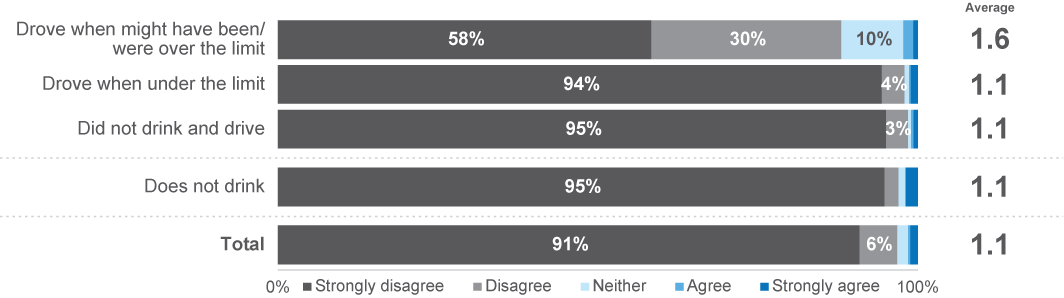 Average
Drove when might have been/
were over the limit
58%
30%
10%
1.6
Drove when under the limit
94%
4%
1.1
Did not drink and drive
95%
3%
1.1
Does not drink
95%
1.1
Total
91%
6%
1.1
0%
Strongly disagree
Disagree
Neither
Agree
Strongly agree
100%